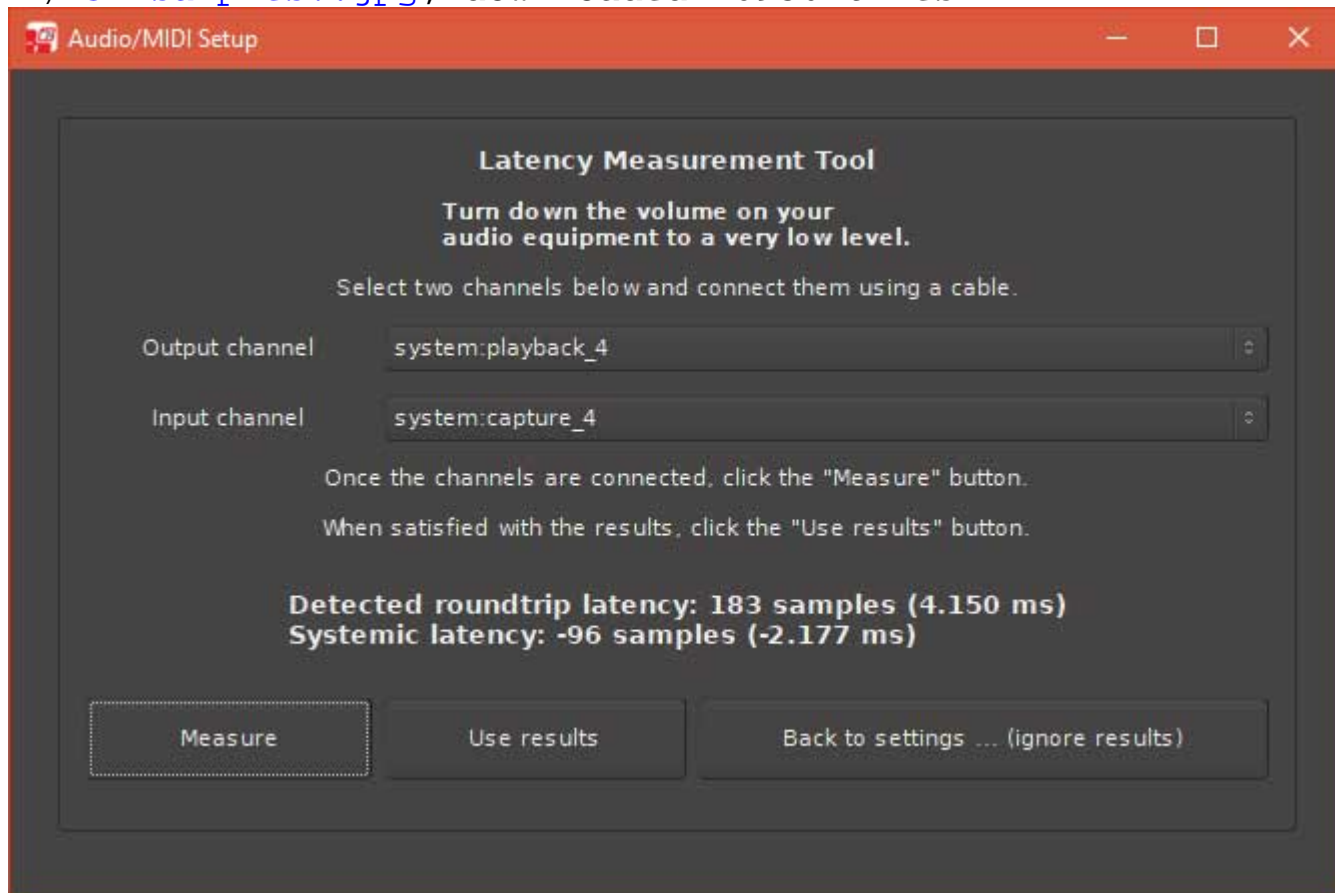 Audio/MIDI Setup
Latency Measurement Tool
Turn down the volume on your
audio equipment to a very low level.
Select two channels below and connect them using a cable.
Output channel system:playback_4
Input channel system:capture_4
Once the channels are connected, click the "Measure" button.
When satisfied with the results, click the "Use results" button.
Detected roundtrip latency: 183 samples (4.150 ms)
Systemic latency: -96 samples (-2.177 ms)
Measure Use results Back to settings ... (ignore results)